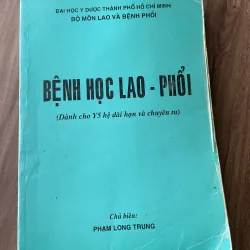 ĐẠI HỌC Y DƯỢC THÀNH PHỐ HỒ CHÍ MINH
BỘ MÔN LAO VÀ BỆNH PHỔI
BỆNH HỌC LAO - PHỔI
(Dành cho Y5 hệ dài hạn và chuyên tu)
Chủ biên:
PHẠM LONG TRUNG